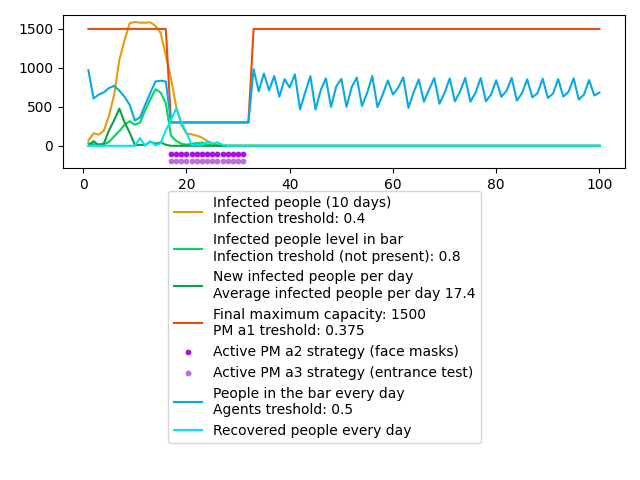 1500
1000
500
0
0 20 40 60 80 100
Infected people (10 days)
Infection treshold: 0.4
Infected people level in bar
Infection treshold (not present): 0.8
New infected people per day
Average infected people per day 17.4
Final maximum capacity: 1500
PM a1 treshold: 0.375
Active PM a2 strategy (face masks)
Active PM a3 strategy (entrance test)
People in the bar every day
Agents treshold: 0.5
Recovered people every day